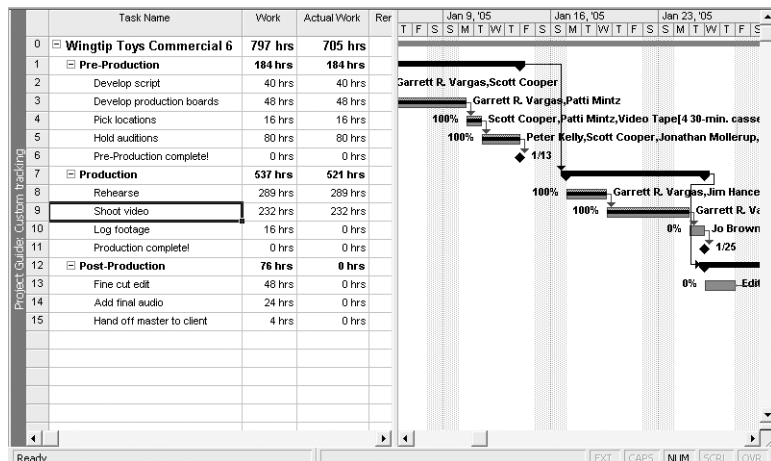 Task Name Work Actual Work Rer
Jan 9, '05 Jan 16, '05 Jan 23, '05
T F S S M T W T F S S M T W T F S S M T W T F S
0 Wingtip Toys Commercial 6 797 hrs 705 hrs
1 Pre-Production 184 hrs 184 hrs
2 Develop script 40 hrs 40 hrs Garrett R. Vargas,Scott Cooper
3 Develop production boards 48 hrs 48 hrs Garrett R. Vargas,Patti Mintz
4 Pick locations 16 hrs 16 hrs 100% Scott Cooper,Patti Mintz,Video Tape[4 30-min. casse
5 Hold auditions 80 hrs 80 hrs 100% Peter Kelly,Scott Cooper,Jonathan Mollerup,
6 Pre-Production complete! 0 hrs 0 hrs 1/13
7 Production 537 hrs 521 hrs
8 Rehearse 289 hrs 289 hrs 100% Garrett R. Vargas,Jim Hance
9 Shoot video 232 hrs 232 hrs 100% Garrett R. Va
10 Log footage 16 hrs 0 hrs 0% Jo Brown
11 Production complete! 0 hrs 0 hrs 1/25
12 Post-Production 76 hrs 0 hrs
13 Fine cut edit 48 hrs 0 hrs 0% Edit
14 Add final audio 24 hrs 0 hrs
15 Hand off master to client 4 hrs 0 hrs
Project Guide: Custom tracking
Ready EXT CAPS NUM SCRL OVR